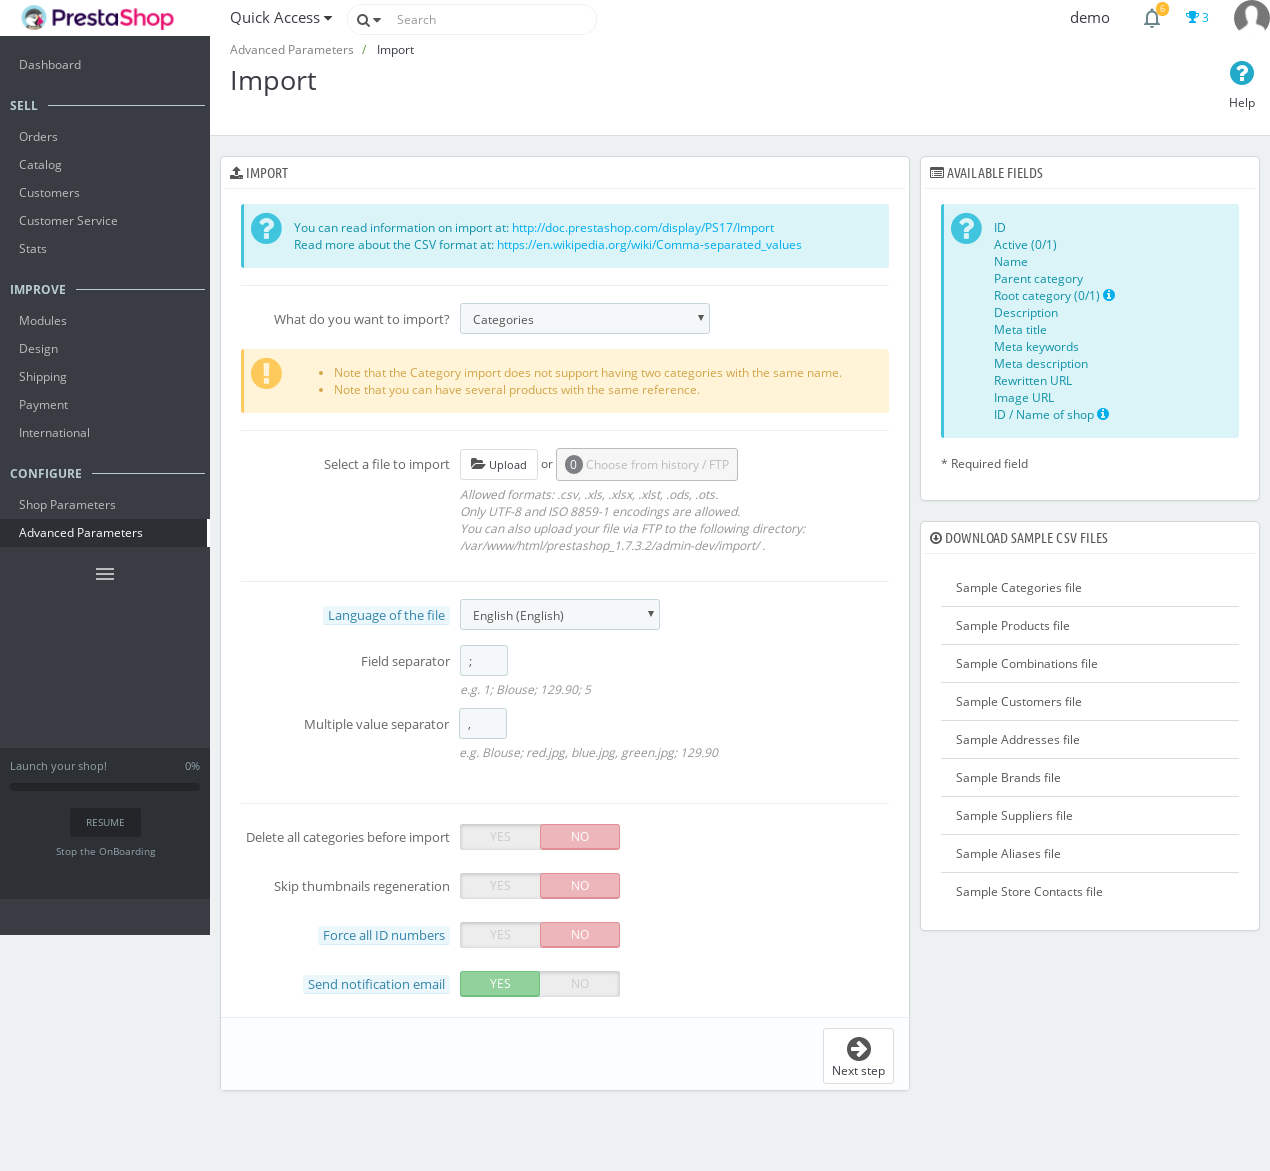 PrestaShop
Quick Access
Search
demo
6
3
Advanced Parameters / Import
Import
Help
Dashboard
SELL
Orders
Catalog
Customers
Customer Service
Stats
IMPROVE
Modules
Design
Shipping
Payment
International
CONFIGURE
Shop Parameters
Advanced Parameters
Launch your shop! 0%
RESUME
Stop the OnBoarding
IMPORT
You can read information on import at: http://doc.prestashop.com/display/PS17/Import
Read more about the CSV format at: https://en.wikipedia.org/wiki/Comma-separated_values
What do you want to import? Categories
Note that the Category import does not support having two categories with the same name.
Note that you can have several products with the same reference.
Select a file to import Upload or 0 Choose from history / FTP
Allowed formats: .csv, .xls, .xlsx, .xlst, .ods, .ots.
Only UTF-8 and ISO 8859-1 encodings are allowed.
You can also upload your file via FTP to the following directory:
/var/www/html/prestashop_1.7.3.2/admin-dev/import/ .
Language of the file English (English)
Field separator ;
e.g. 1; Blouse; 129.90; 5
Multiple value separator ,
e.g. Blouse; red.jpg, blue.jpg, green.jpg; 129.90
Delete all categories before import YES NO
Skip thumbnails regeneration YES NO
Force all ID numbers YES NO
Send notification email YES NO
Next step
AVAILABLE FIELDS
ID
Active (0/1)
Name
Parent category
Root category (0/1)
Description
Meta title
Meta keywords
Meta description
Rewritten URL
Image URL
ID / Name of shop
* Required field
DOWNLOAD SAMPLE CSV FILES
Sample Categories file
Sample Products file
Sample Combinations file
Sample Customers file
Sample Addresses file
Sample Brands file
Sample Suppliers file
Sample Aliases file
Sample Store Contacts file